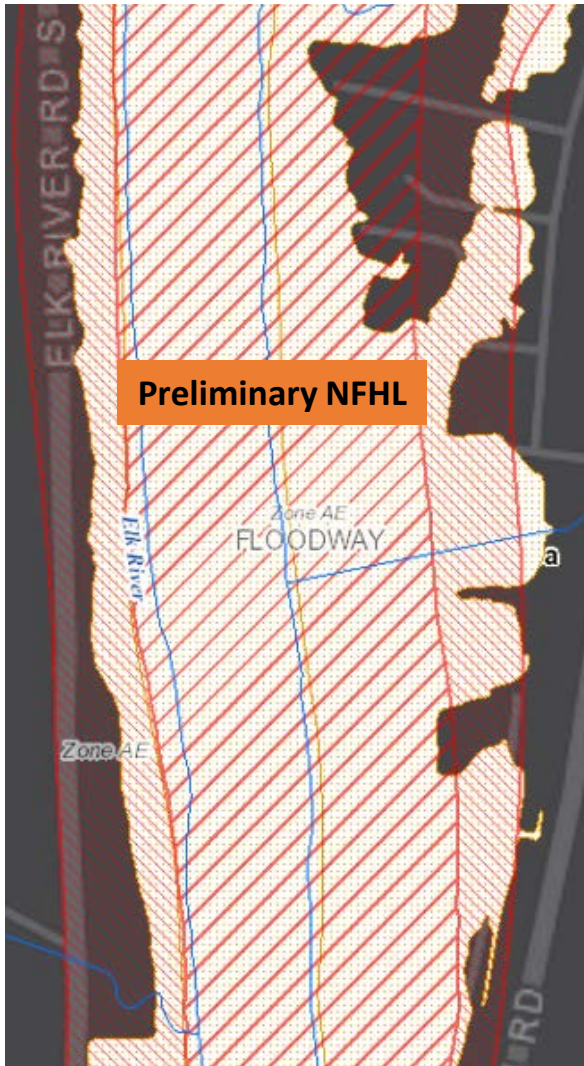 ELK RIVER RD S
Preliminary NFHL
Zone AE
FLOODWAY
Elk River
a
Zone AE
RD